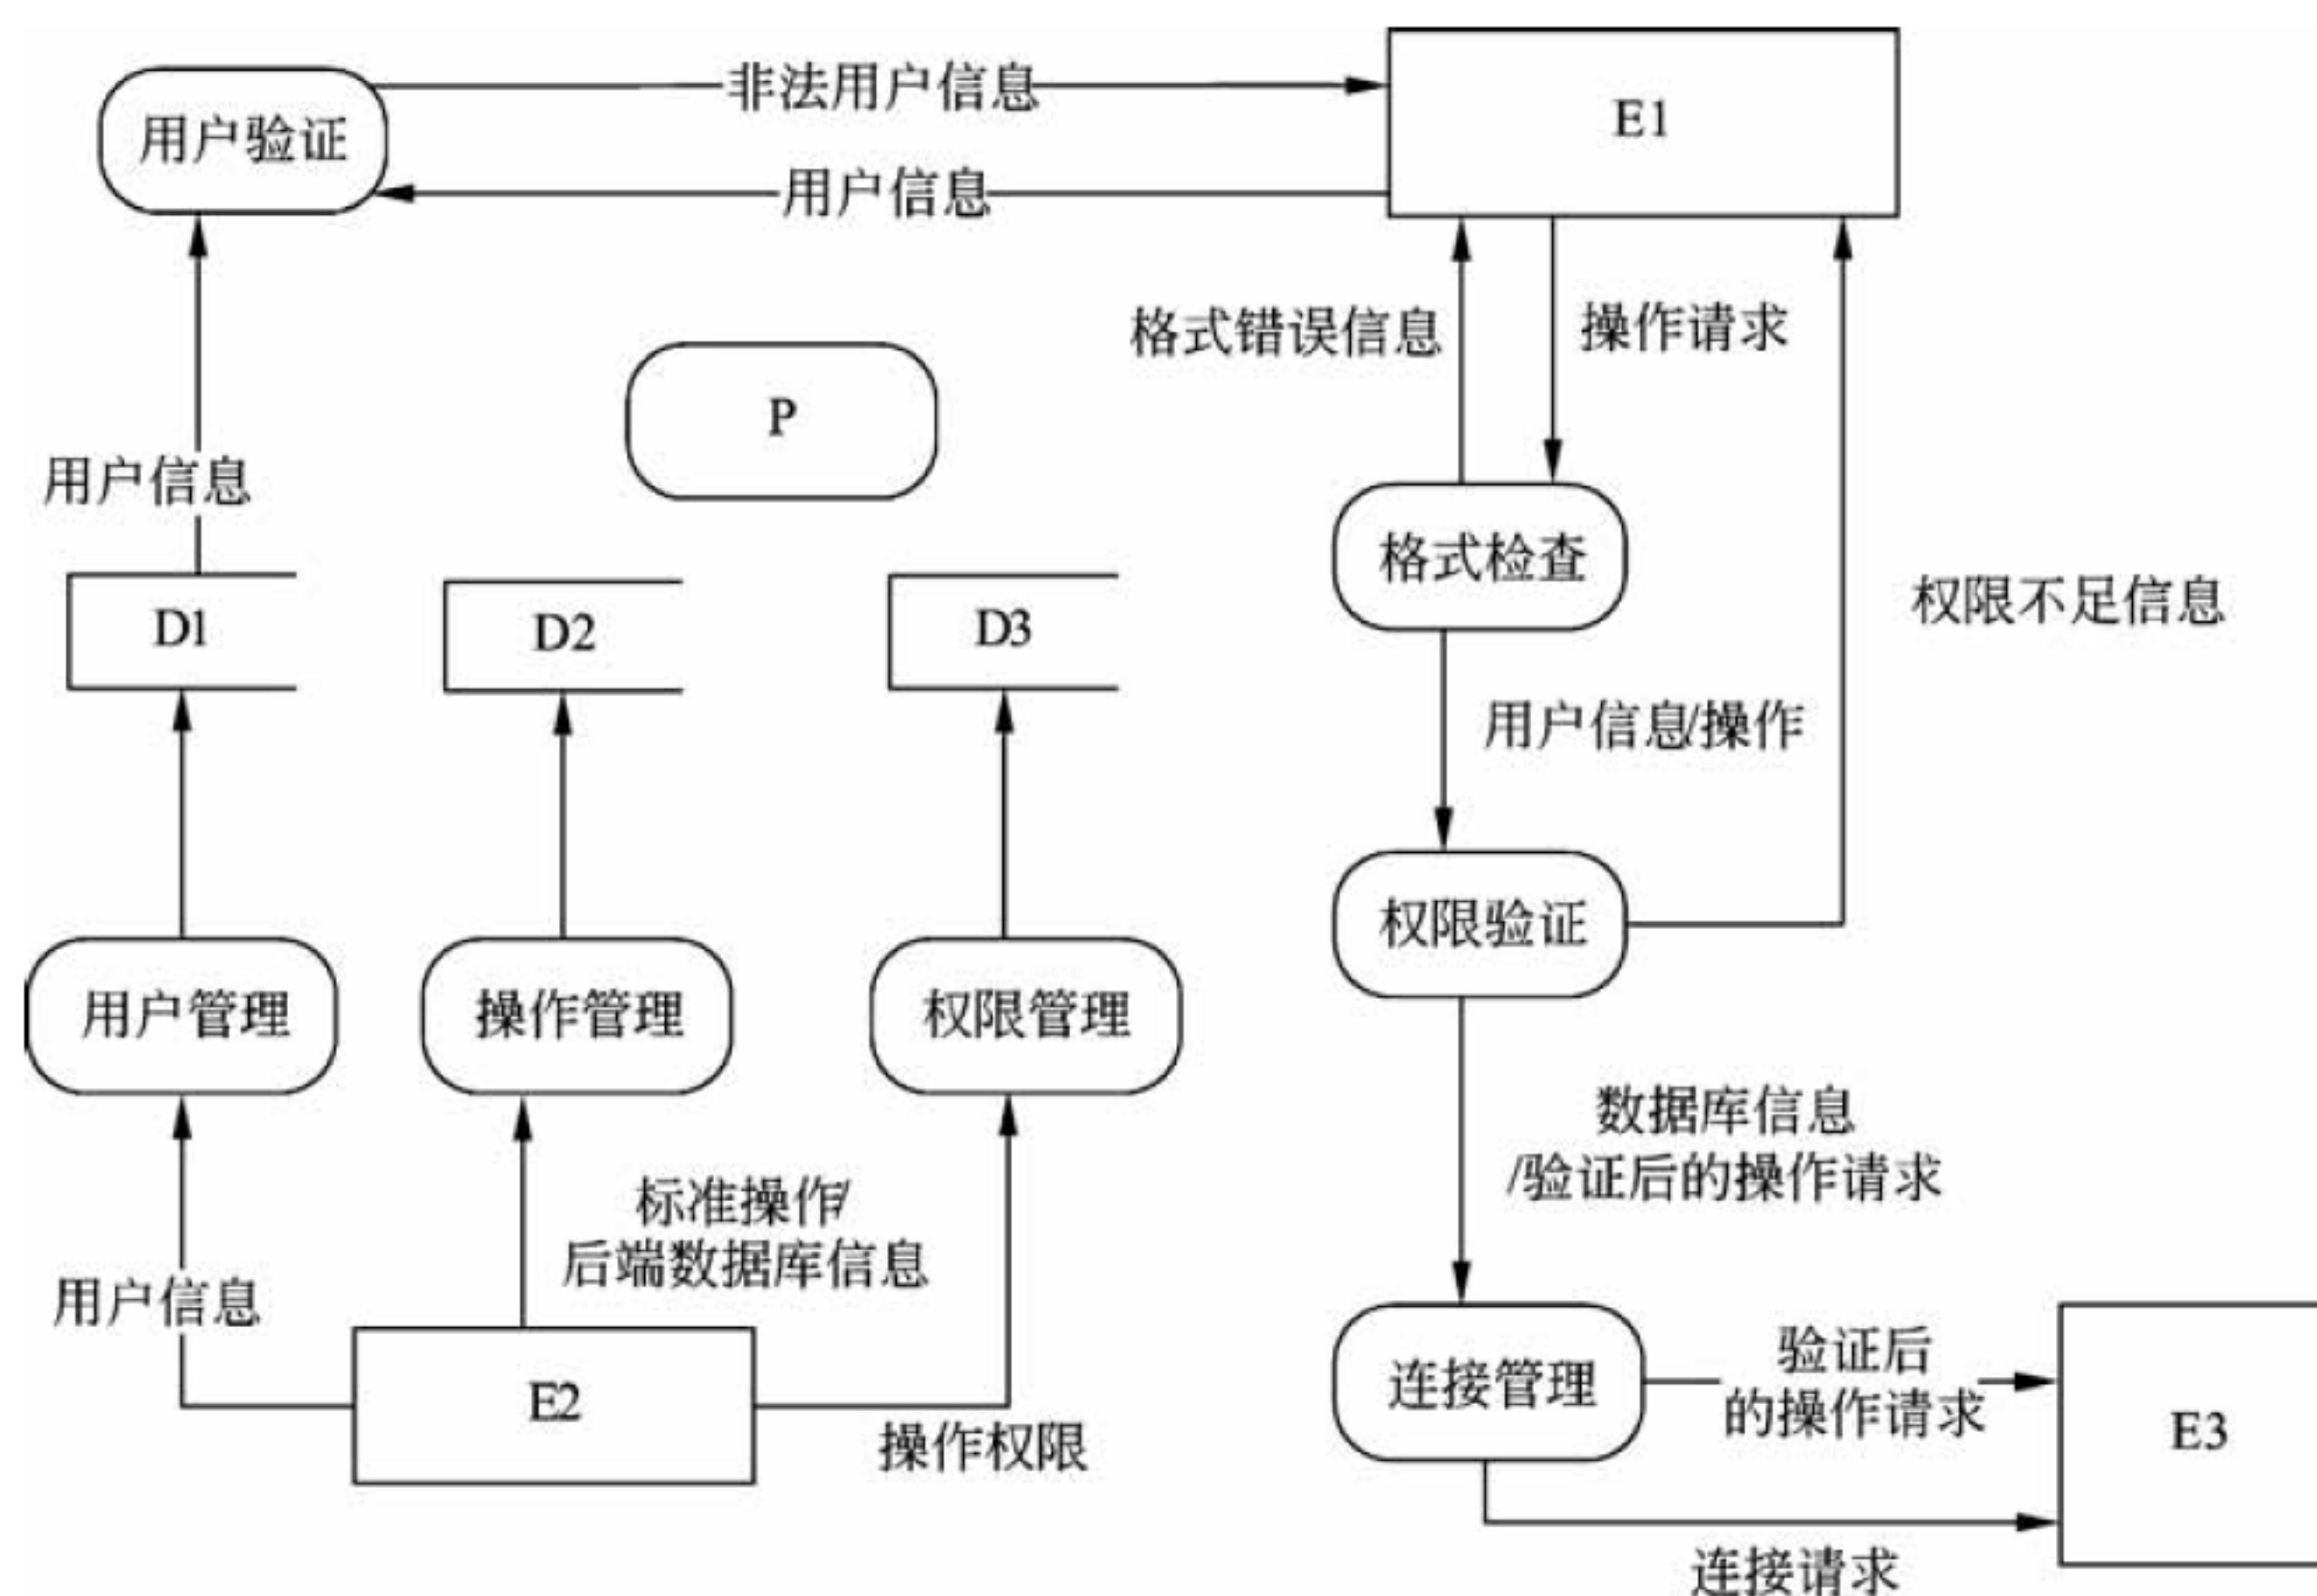 非法用户信息
E1
用户验证
用户信息
格式错误信息
操作请求
P
用户信息
格式检查
权限不足信息
D1
D2
D3
用户信息/操作
权限验证
用户管理
操作管理
权限管理
数据库信息
/验证后的操作请求
标准操作/
后端数据库信息
用户信息
E2
操作权限
连接管理
验证后
的操作请求
E3
连接请求